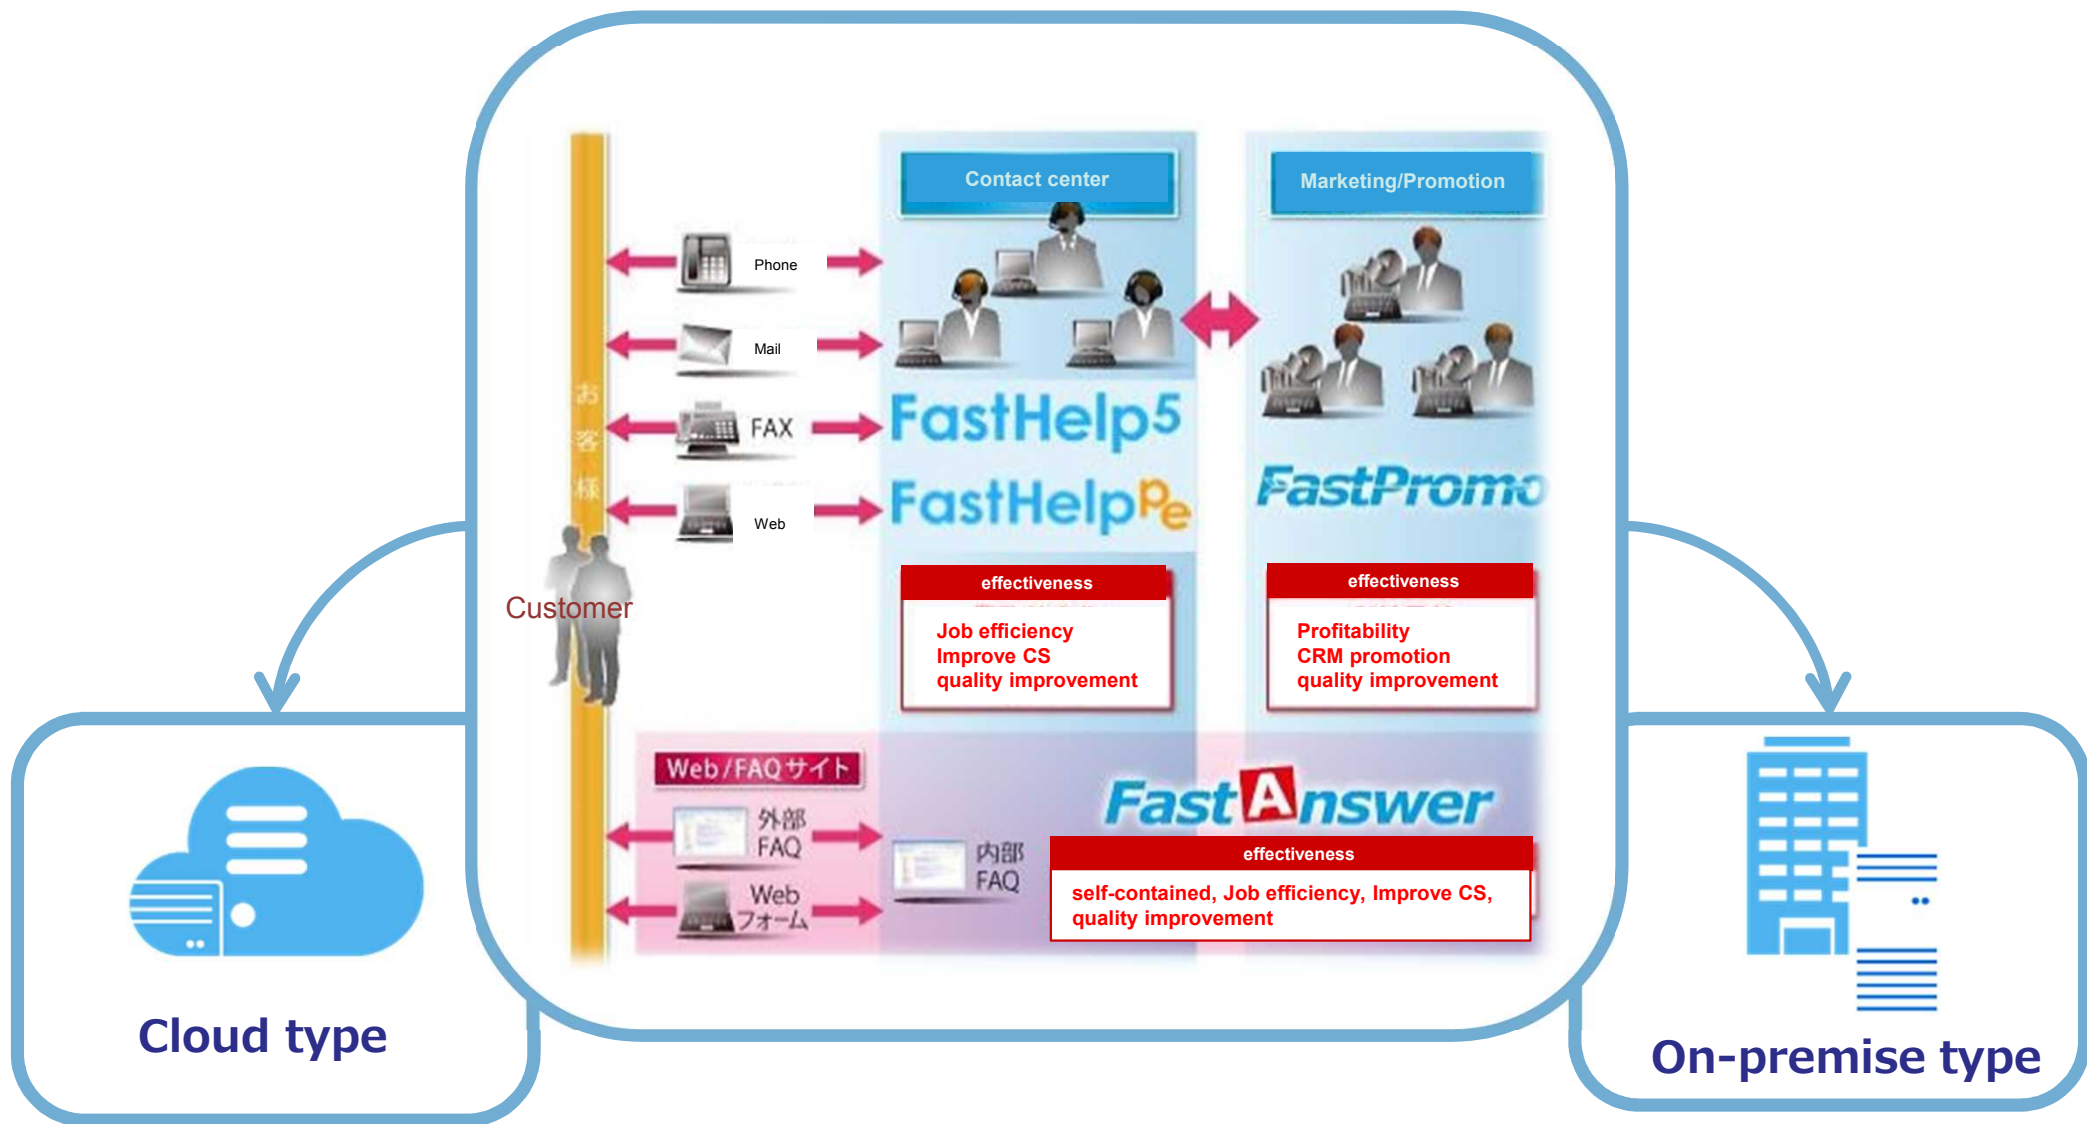 Contact center
Marketing/Promotion
Phone
Mail
FAX
Web
お客様
Customer
FastHelp5
FastHelpPe
FastPromo
effectiveness
Job efficiency
Improve CS
quality improvement
effectiveness
Profitability
CRM promotion
quality improvement
Web/FAQサイト
外部
FAQ
Web
フォーム
内部
FAQ
FastAnswer
effectiveness
self-contained, Job efficiency, Improve CS,
quality improvement
Cloud type
On-premise type